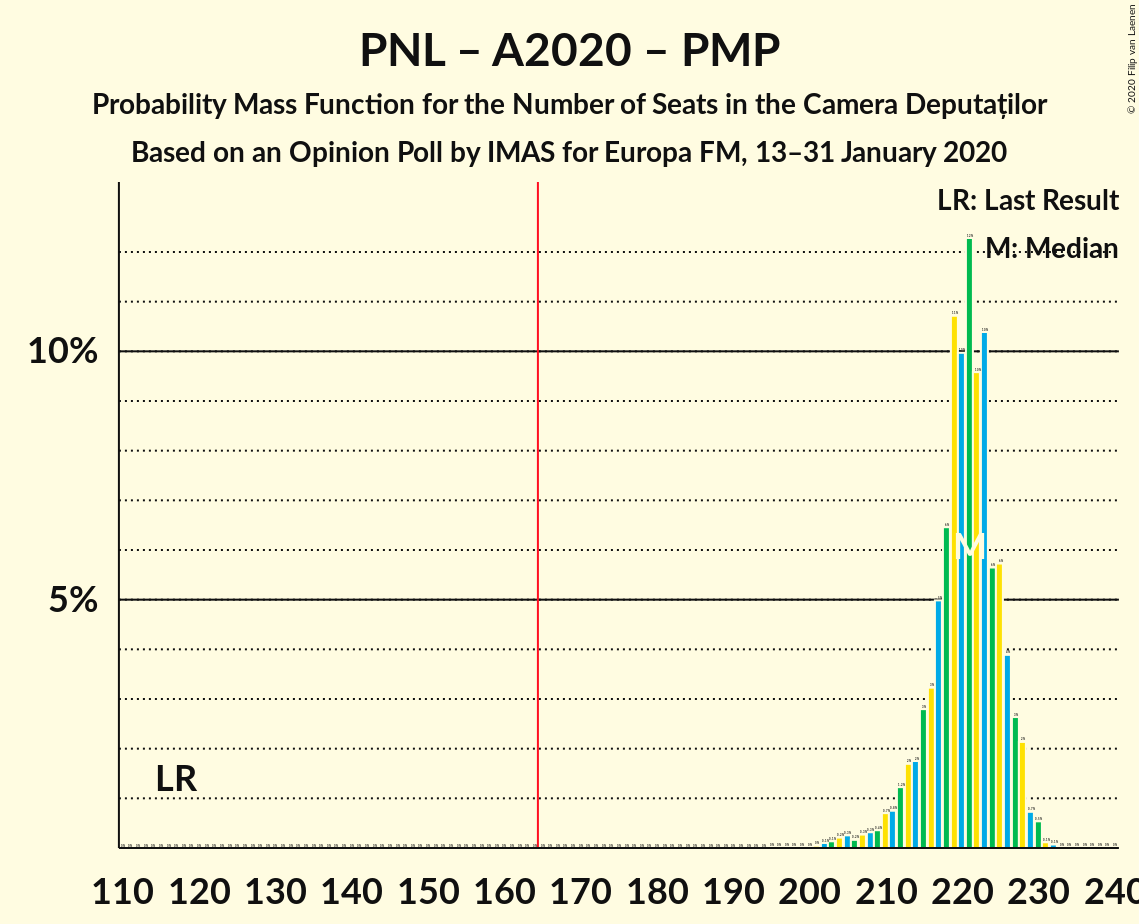 PNL – A2020 – PMP
Probability Mass Function for the Number of Seats in the Camera Deputaților
Based on an Opinion Poll by IMAS for Europa FM, 13–31 January 2020
© 2020 Filip van Laenen
LR: Last Result
M: Median
10%
5%
M
LR
110 120 130 140 150 160 170 180 190 200 210 220 230 240